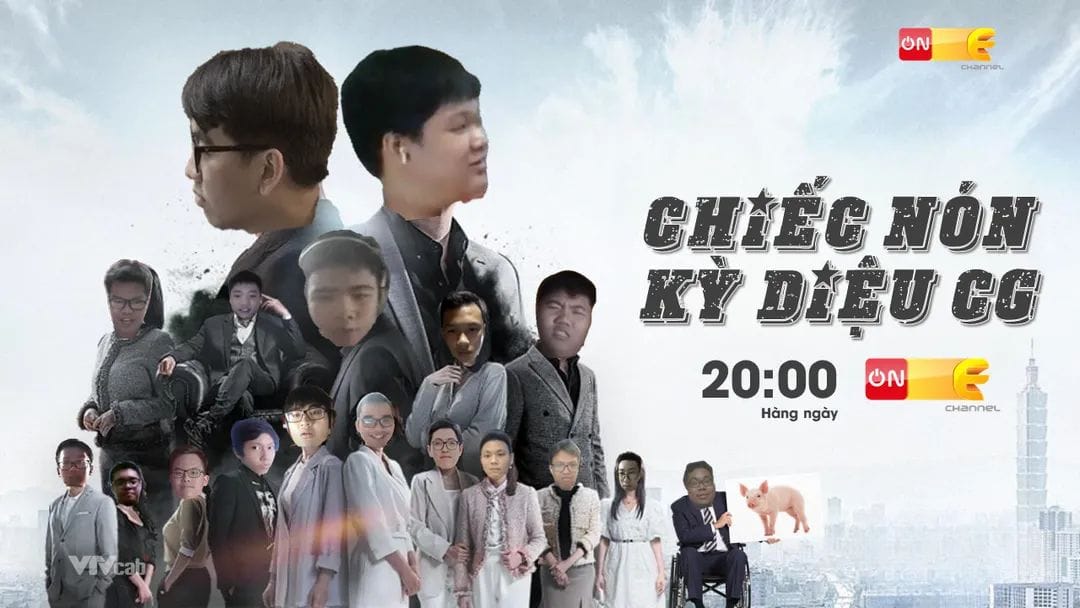 ON E
CHANNEL
CHIẾC NÓN
KỲ DIỆU CG
20:00
Hàng ngày
ON E
CHANNEL
VTVcab